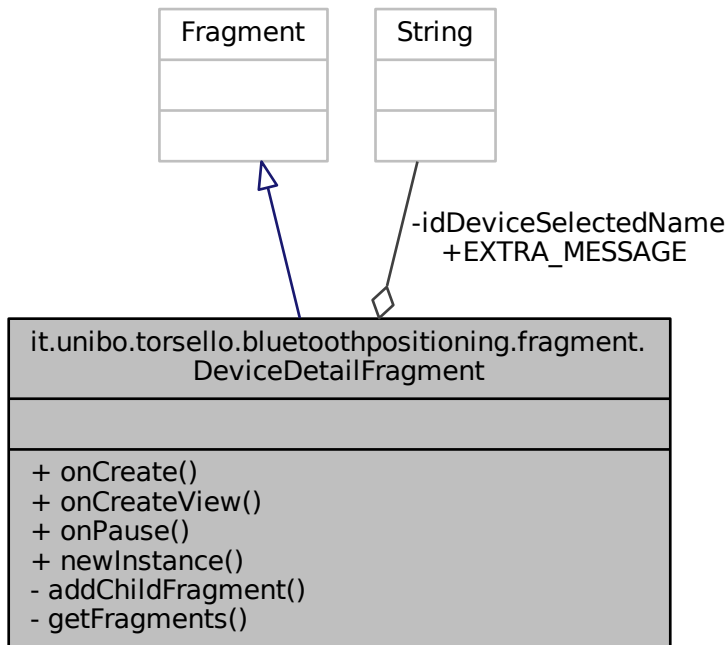 Fragment
String
-idDeviceSelectedName
+EXTRA_MESSAGE
it.unibo.torsello.bluetoothpositioning.fragment.
DeviceDetailFragment
+ onCreate()
+ onCreateView()
+ onPause()
+ newInstance()
- addChildFragment()
- getFragments()